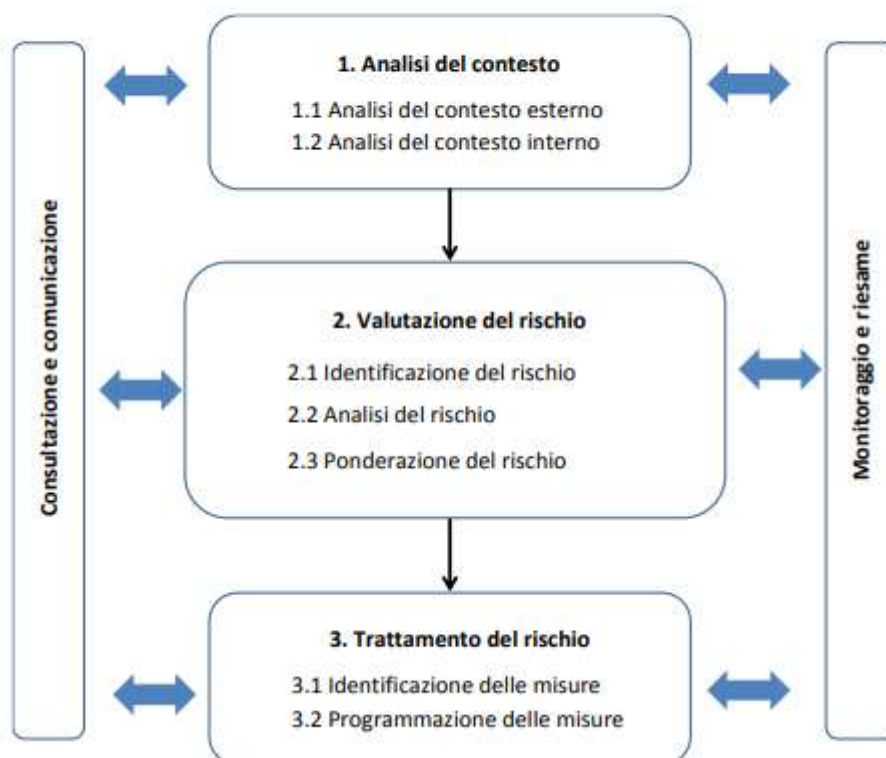 Consultazione e comunicazione
1. Analisi del contesto
1.1 Analisi del contesto esterno
1.2 Analisi del contesto interno
2. Valutazione del rischio
2.1 Identificazione del rischio
2.2 Analisi del rischio
2.3 Ponderazione del rischio
3. Trattamento del rischio
3.1 Identificazione delle misure
3.2 Programmazione delle misure
Monitoraggio e riesame